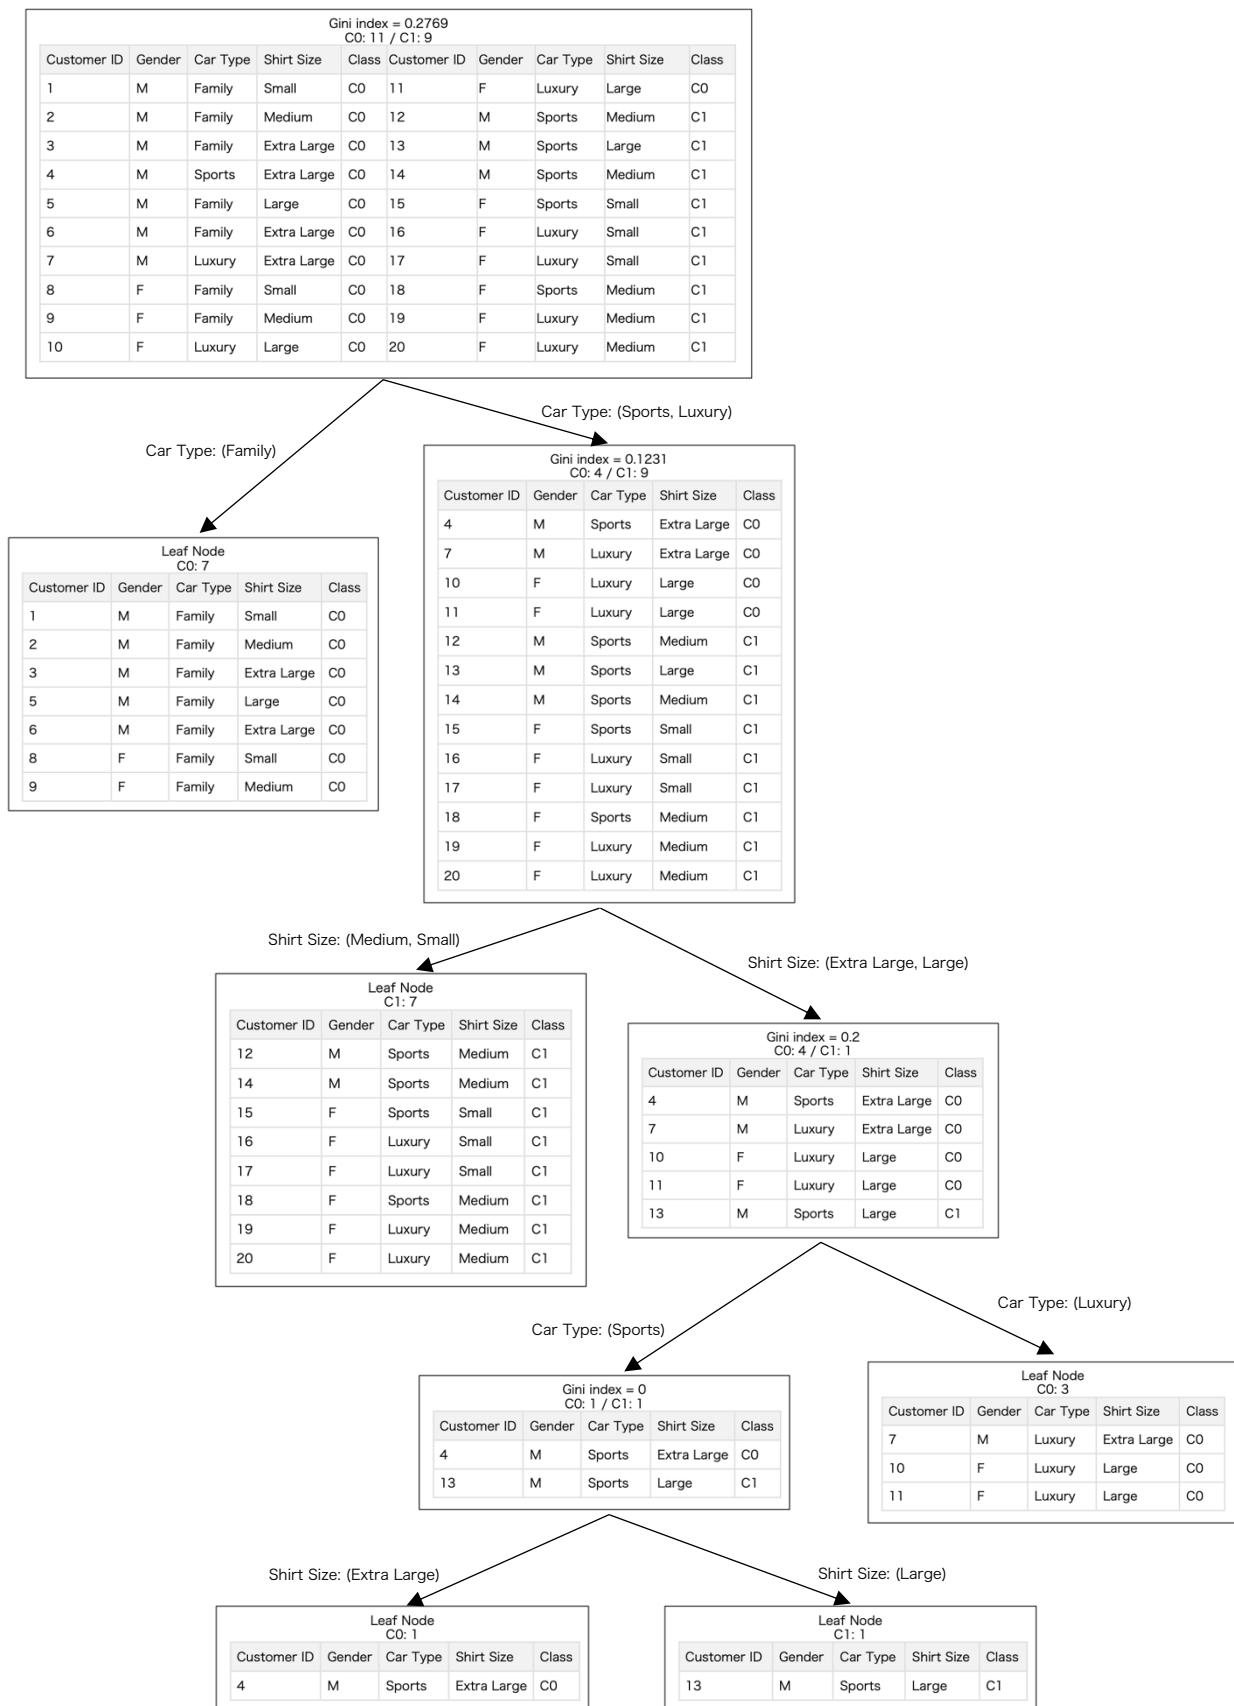 Gini index = 0.2769
C0: 11 / C1: 9
Customer ID Gender Car Type Shirt Size Class Customer ID Gender Car Type Shirt Size Class
1 M Family Small C0 11 F Luxury Large C0
2 M Family Medium C0 12 M Sports Medium C1
3 M Family Extra Large C0 13 M Sports Large C1
4 M Sports Extra Large C0 14 M Sports Medium C1
5 M Family Large C0 15 F Sports Small C1
6 M Family Extra Large C0 16 F Luxury Small C1
7 M Luxury Extra Large C0 17 F Luxury Small C1
8 F Family Small C0 18 F Sports Medium C1
9 F Family Medium C0 19 F Luxury Medium C1
10 F Luxury Large C0 20 F Luxury Medium C1
Car Type: (Family)
Car Type: (Sports, Luxury)
Leaf Node
C0: 7
Customer ID Gender Car Type Shirt Size Class
1 M Family Small C0
2 M Family Medium C0
3 M Family Extra Large C0
5 M Family Large C0
6 M Family Extra Large C0
8 F Family Small C0
9 F Family Medium C0
Gini index = 0.1231
C0: 4 / C1: 9
Customer ID Gender Car Type Shirt Size Class
4 M Sports Extra Large C0
7 M Luxury Extra Large C0
10 F Luxury Large C0
11 F Luxury Large C0
12 M Sports Medium C1
13 M Sports Large C1
14 M Sports Medium C1
15 F Sports Small C1
16 F Luxury Small C1
17 F Luxury Small C1
18 F Sports Medium C1
19 F Luxury Medium C1
20 F Luxury Medium C1
Shirt Size: (Medium, Small)
Shirt Size: (Extra Large, Large)
Leaf Node
C1: 7
Customer ID Gender Car Type Shirt Size Class
12 M Sports Medium C1
14 M Sports Medium C1
15 F Sports Small C1
16 F Luxury Small C1
17 F Luxury Small C1
18 F Sports Medium C1
19 F Luxury Medium C1
20 F Luxury Medium C1
Gini index = 0.2
C0: 4 / C1: 1
Customer ID Gender Car Type Shirt Size Class
4 M Sports Extra Large C0
7 M Luxury Extra Large C0
10 F Luxury Large C0
11 F Luxury Large C0
13 M Sports Large C1
Car Type: (Sports)
Car Type: (Luxury)
Gini index = 0
C0: 1 / C1: 1
Customer ID Gender Car Type Shirt Size Class
4 M Sports Extra Large C0
13 M Sports Large C1
Leaf Node
C0: 3
Customer ID Gender Car Type Shirt Size Class
7 M Luxury Extra Large C0
10 F Luxury Large C0
11 F Luxury Large C0
Shirt Size: (Extra Large)
Shirt Size: (Large)
Leaf Node
C0: 1
Customer ID Gender Car Type Shirt Size Class
4 M Sports Extra Large C0
Leaf Node
C1: 1
Customer ID Gender Car Type Shirt Size Class
13 M Sports Large C1